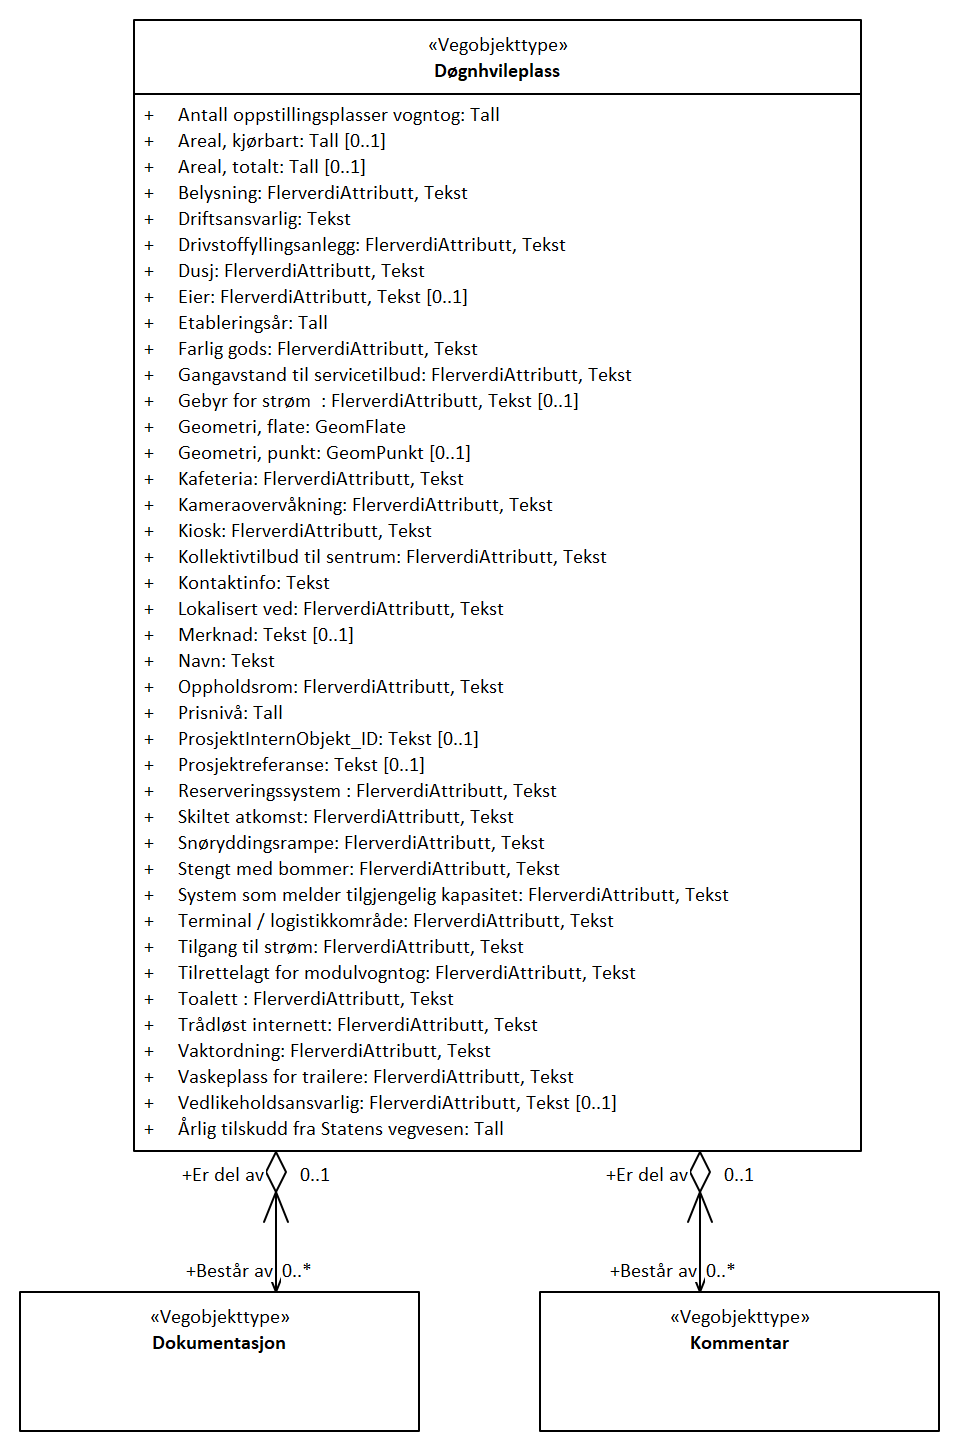 «Vegobjekttype»
Døgnhvileplass
+ Antall oppstillingsplasser vogntog: Tall
+ Areal, kjørbart: Tall [0..1]
+ Areal, totalt: Tall [0..1]
+ Belysning: FlerverdiAttributt, Tekst
+ Driftsansvarlig: Tekst
+ Drivstoffyllingsanlegg: FlerverdiAttributt, Tekst
+ Dusj: FlerverdiAttributt, Tekst
+ Eier: FlerverdiAttributt, Tekst [0..1]
+ Etableringsår: Tall
+ Farlig gods: FlerverdiAttributt, Tekst
+ Gangavstand til servicetilbud: FlerverdiAttributt, Tekst
+ Gebyr for strøm  : FlerverdiAttributt, Tekst [0..1]
+ Geometri, flate: GeomFlate
+ Geometri, punkt: GeomPunkt [0..1]
+ Kafeteria: FlerverdiAttributt, Tekst
+ Kameraovervåkning: FlerverdiAttributt, Tekst
+ Kiosk: FlerverdiAttributt, Tekst
+ Kollektivtilbud til sentrum: FlerverdiAttributt, Tekst
+ Kontaktinfo: Tekst
+ Lokalisert ved: FlerverdiAttributt, Tekst
+ Merknad: Tekst [0..1]
+ Navn: Tekst
+ Oppholdsrom: FlerverdiAttributt, Tekst
+ Prisnivå: Tall
+ ProsjektInternObjekt_ID: Tekst [0..1]
+ Prosjektreferanse: Tekst [0..1]
+ Reserveringssystem : FlerverdiAttributt, Tekst
+ Skiltet atkomst: FlerverdiAttributt, Tekst
+ Snøryddingsrampe: FlerverdiAttributt, Tekst
+ Stengt med bommer: FlerverdiAttributt, Tekst
+ System som melder tilgjengelig kapasitet: FlerverdiAttributt, Tekst
+ Terminal / logistikkområde: FlerverdiAttributt, Tekst
+ Tilgang til strøm: FlerverdiAttributt, Tekst
+ Tilrettelagt for modulvogntog: FlerverdiAttributt, Tekst
+ Toalett : FlerverdiAttributt, Tekst
+ Trådløst internett: FlerverdiAttributt, Tekst
+ Vaktordning: FlerverdiAttributt, Tekst
+ Vaskeplass for trailere: FlerverdiAttributt, Tekst
+ Vedlikeholdsansvarlig: FlerverdiAttributt, Tekst [0..1]
+ Årlig tilskudd fra Statens vegvesen: Tall
+Er del av 0..1
+Er del av 0..1
+Består av 0..*
+Består av 0..*
«Vegobjekttype»
Dokumentasjon
«Vegobjekttype»
Kommentar